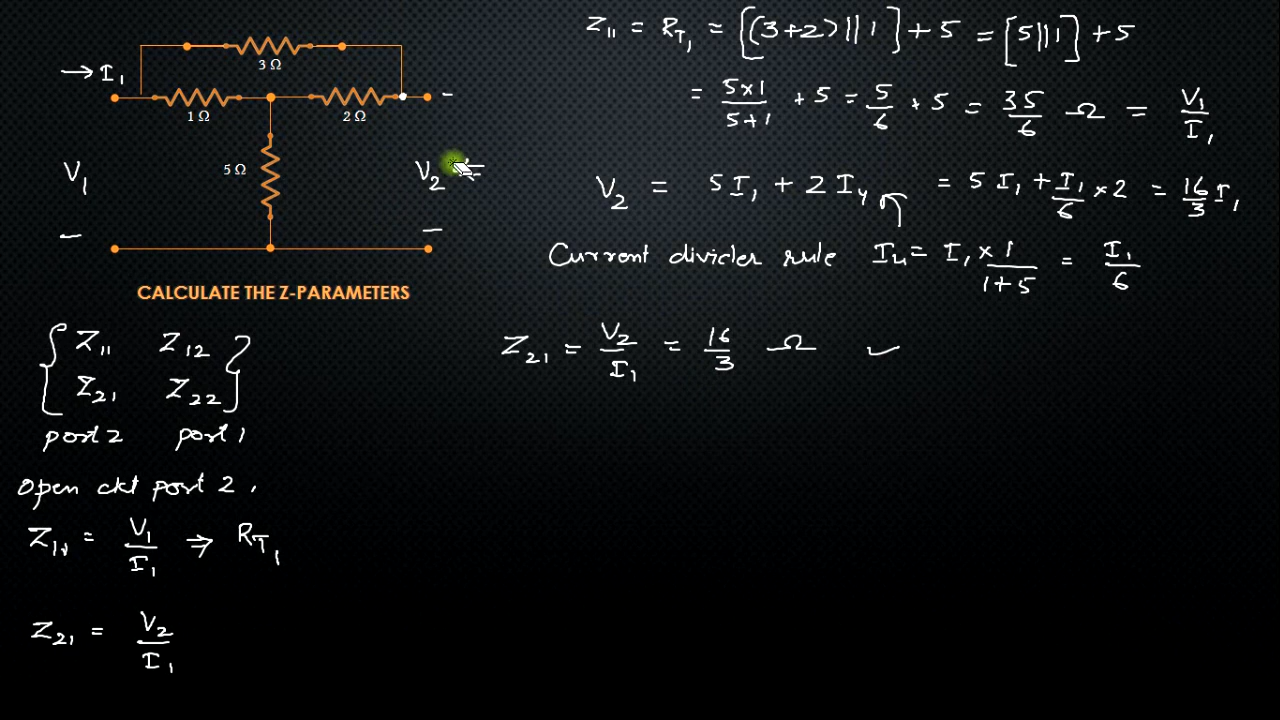 3 Ω
→ I₁
1 Ω
2 Ω
-
5 Ω
V₁
V₂
-
-
CALCULATE THE Z-PARAMETERS
Z₁₁ Z₁₂
Z₂₁ Z₂₂
port 2 port 1
Open ckt port 2,
Z₁₁ = V₁/I₁ ⇒ R_T₁
Z₂₁ = V₂/I₁
Z₁₁ = R_T₁ = [(3+2)||1] + 5 = [5||1] + 5
= 5×1/5+1 + 5 = 5/6 + 5 = 35/6 Ω = V₁/I₁
V₂ = 5 I₁ + 2 I₄ = 5 I₁ + I₁/6 × 2 = 16/3 I₁
Current divider rule I₄ = I₁ × 1/1+5 = I₁/6
Z₂₁ = V₂/I₁ = 16/3 Ω ✓